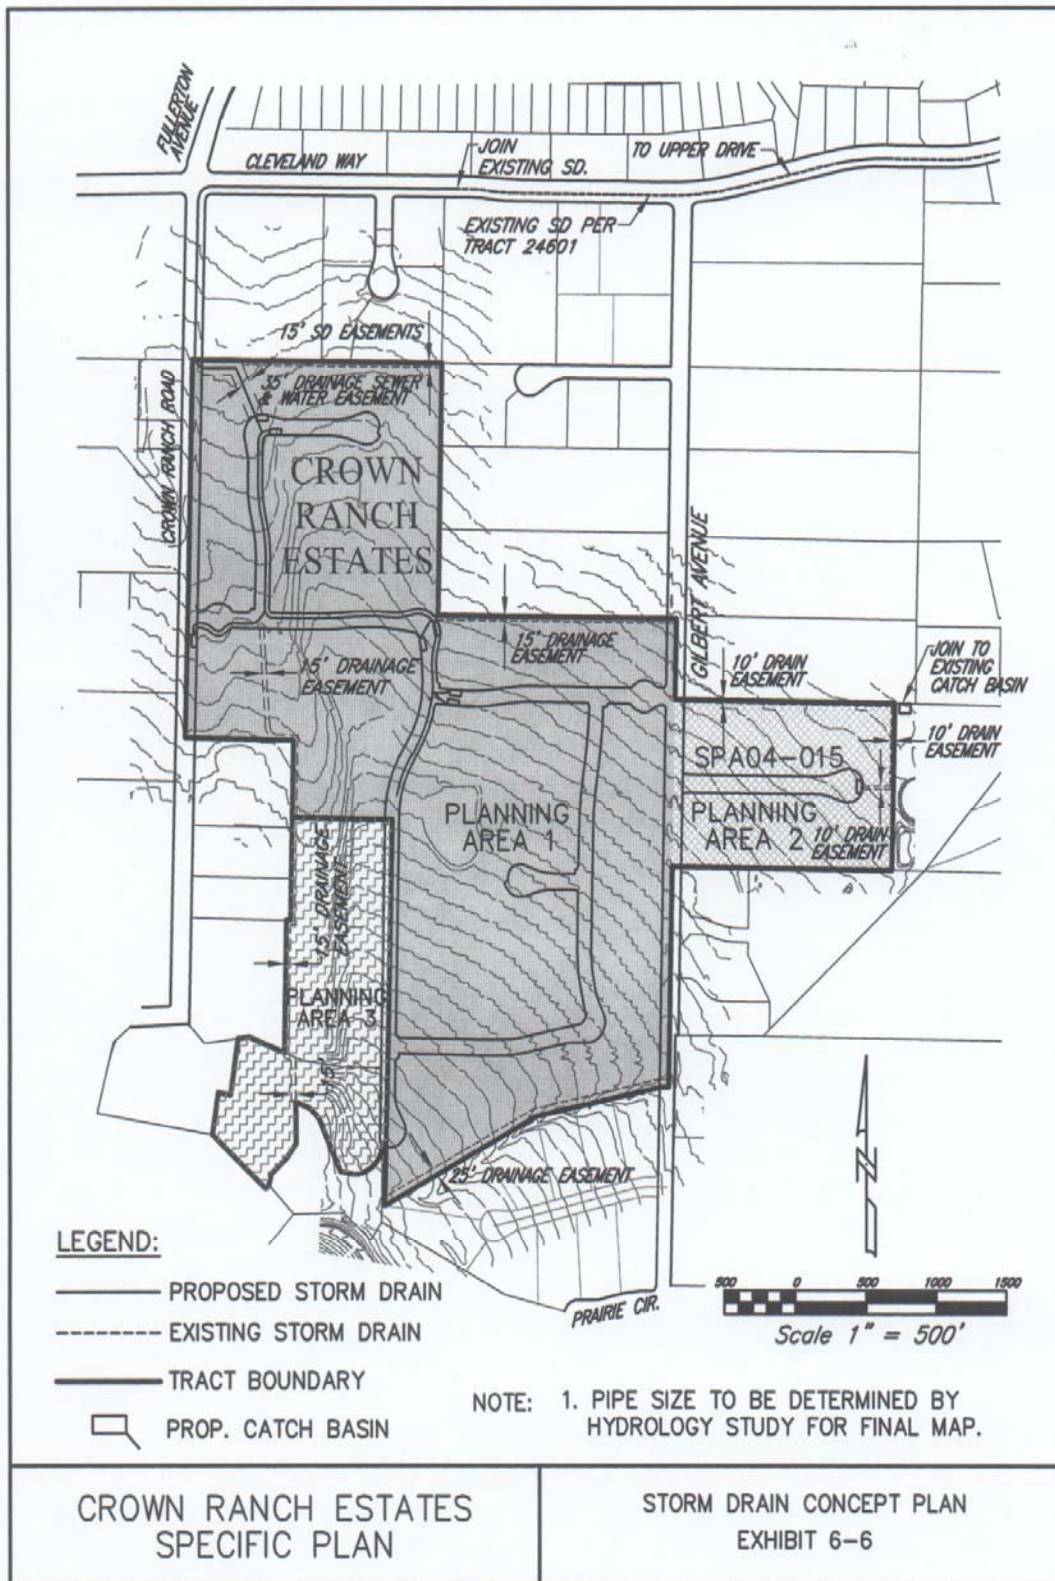 FULLERTON
AVENUE
CLEVELAND WAY
JOIN
EXISTING SD.
TO UPPER DRIVE
EXISTING SD PER
TRACT 24601
15' SD EASEMENTS
35' DRAINAGE SEWER
& WATER EASEMENT
CROWN RANCH ROAD
CROWN
RANCH
ESTATES
GILBERT AVENUE
15' DRAINAGE
EASEMENT
15' DRAINAGE
EASEMENT
10' DRAIN
EASEMENT
JOIN TO
EXISTING
CATCH BASIN
10' DRAIN
EASEMENT
SPA04-015
PLANNING
AREA 2
10' DRAIN
EASEMENT
PLANNING
AREA 1
15' DRAINAGE
EASEMENT
PLANNING
AREA 3
15'
25' DRAINAGE EASEMENT
PRAIRIE CIR.
N
500 0 500 1000 1500
Scale 1" = 500'
LEGEND:
PROPOSED STORM DRAIN
EXISTING STORM DRAIN
TRACT BOUNDARY
PROP. CATCH BASIN
NOTE: 1. PIPE SIZE TO BE DETERMINED BY
HYDROLOGY STUDY FOR FINAL MAP.
CROWN RANCH ESTATES
SPECIFIC PLAN
STORM DRAIN CONCEPT PLAN
EXHIBIT 6-6